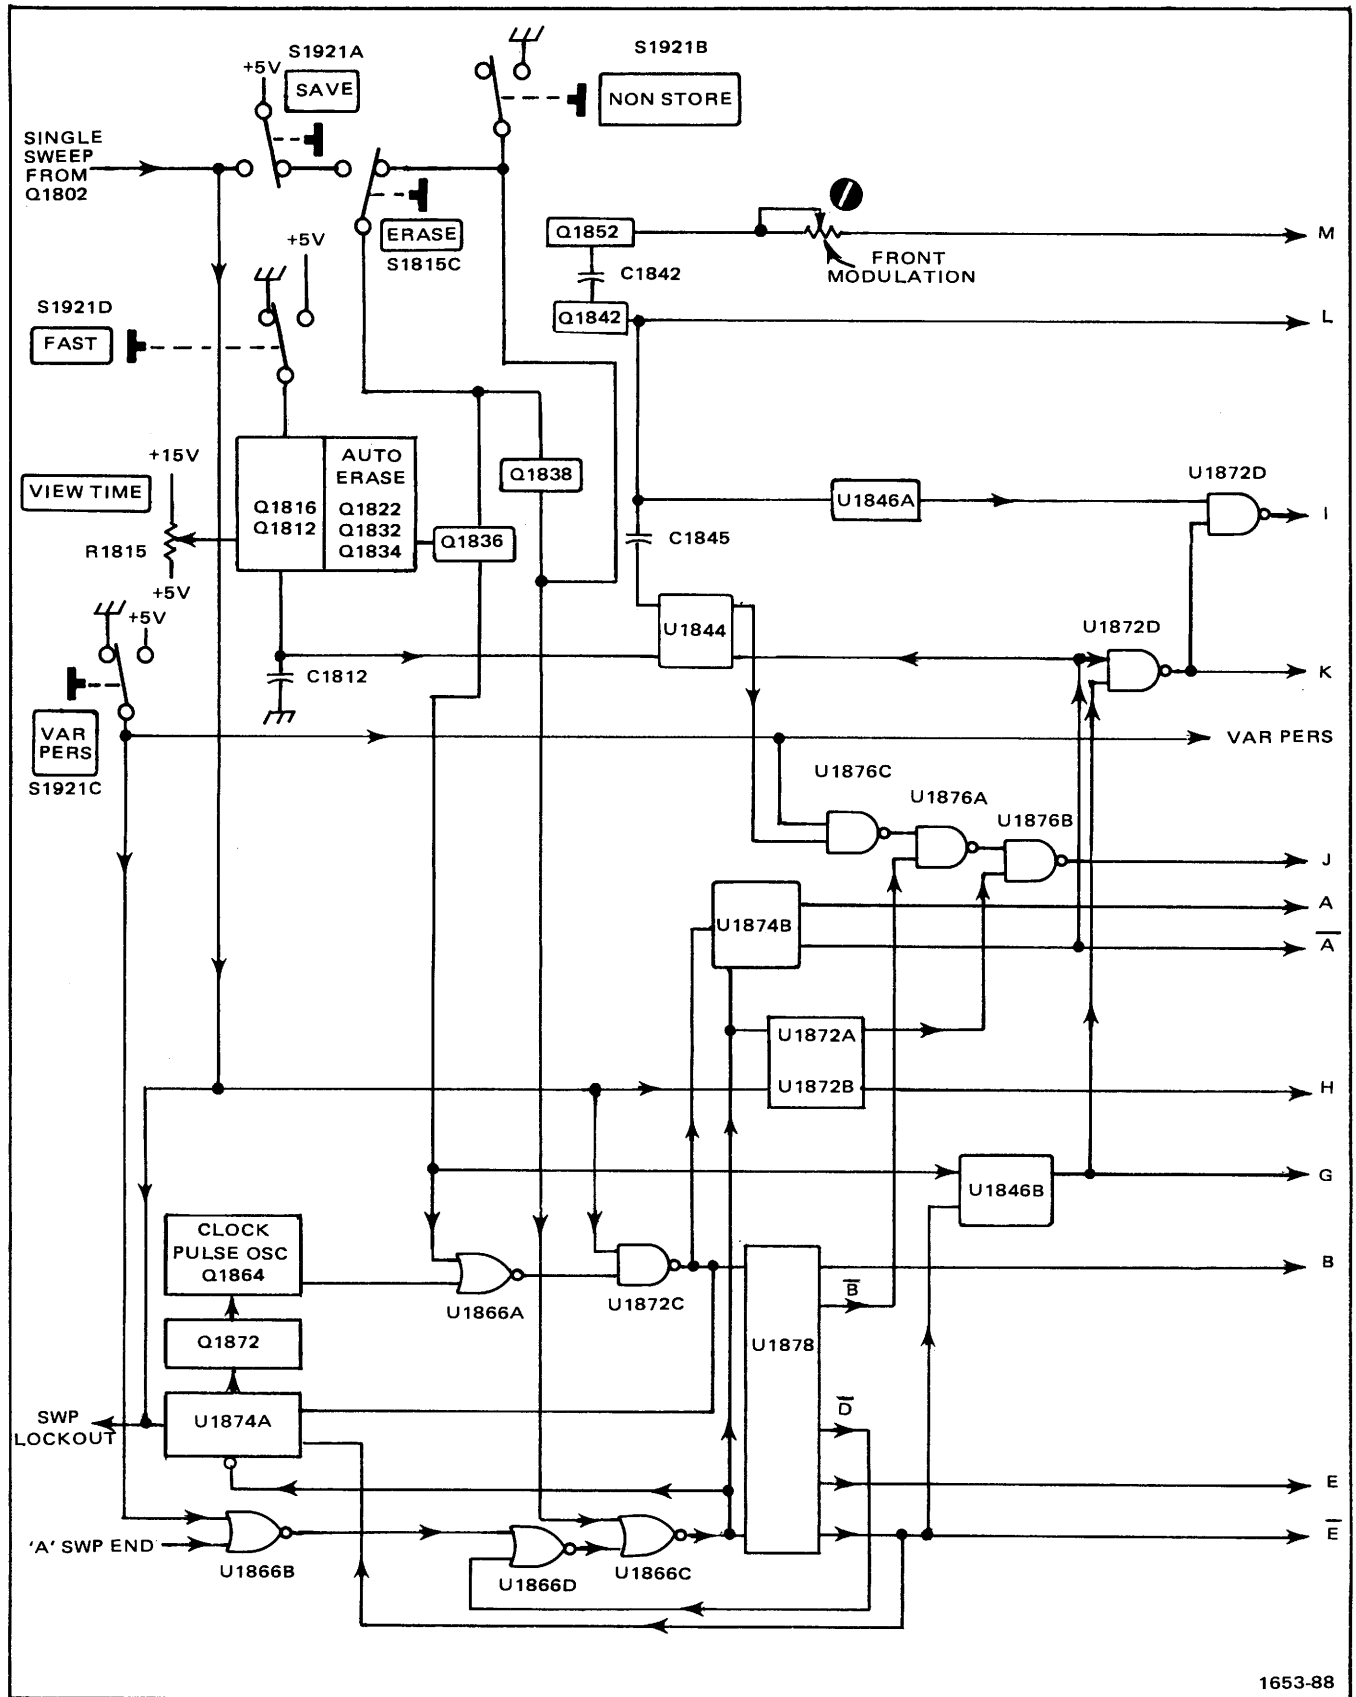 S1921A
+5V
SAVE
S1921B
NON STORE
SINGLE
SWEEP
FROM
Q1802
ERASE
S1815C
Q1852
FRONT
MODULATION
M
C1842
Q1842
L
+5V
S1921D
FAST
+15V
VIEW TIME
R1815
+5V
Q1816
Q1812
AUTO
ERASE
Q1822
Q1832
Q1834
Q1836
Q1838
U1846A
U1872D
I
C1845
U1844
U1872D
K
+5V
C1812
VAR
PERS
S1921C
VAR PERS
U1876C
U1876A
U1876B
J
U1874B
A
A̅
U1872A
U1872B
H
U1846B
G
CLOCK
PULSE OSC
Q1864
U1866A
U1872C
B
B̅
U1878
Q1872
D̅
SWP
LOCKOUT
U1874A
E
E̅
'A' SWP END
U1866B
U1866D
U1866C
1653-88